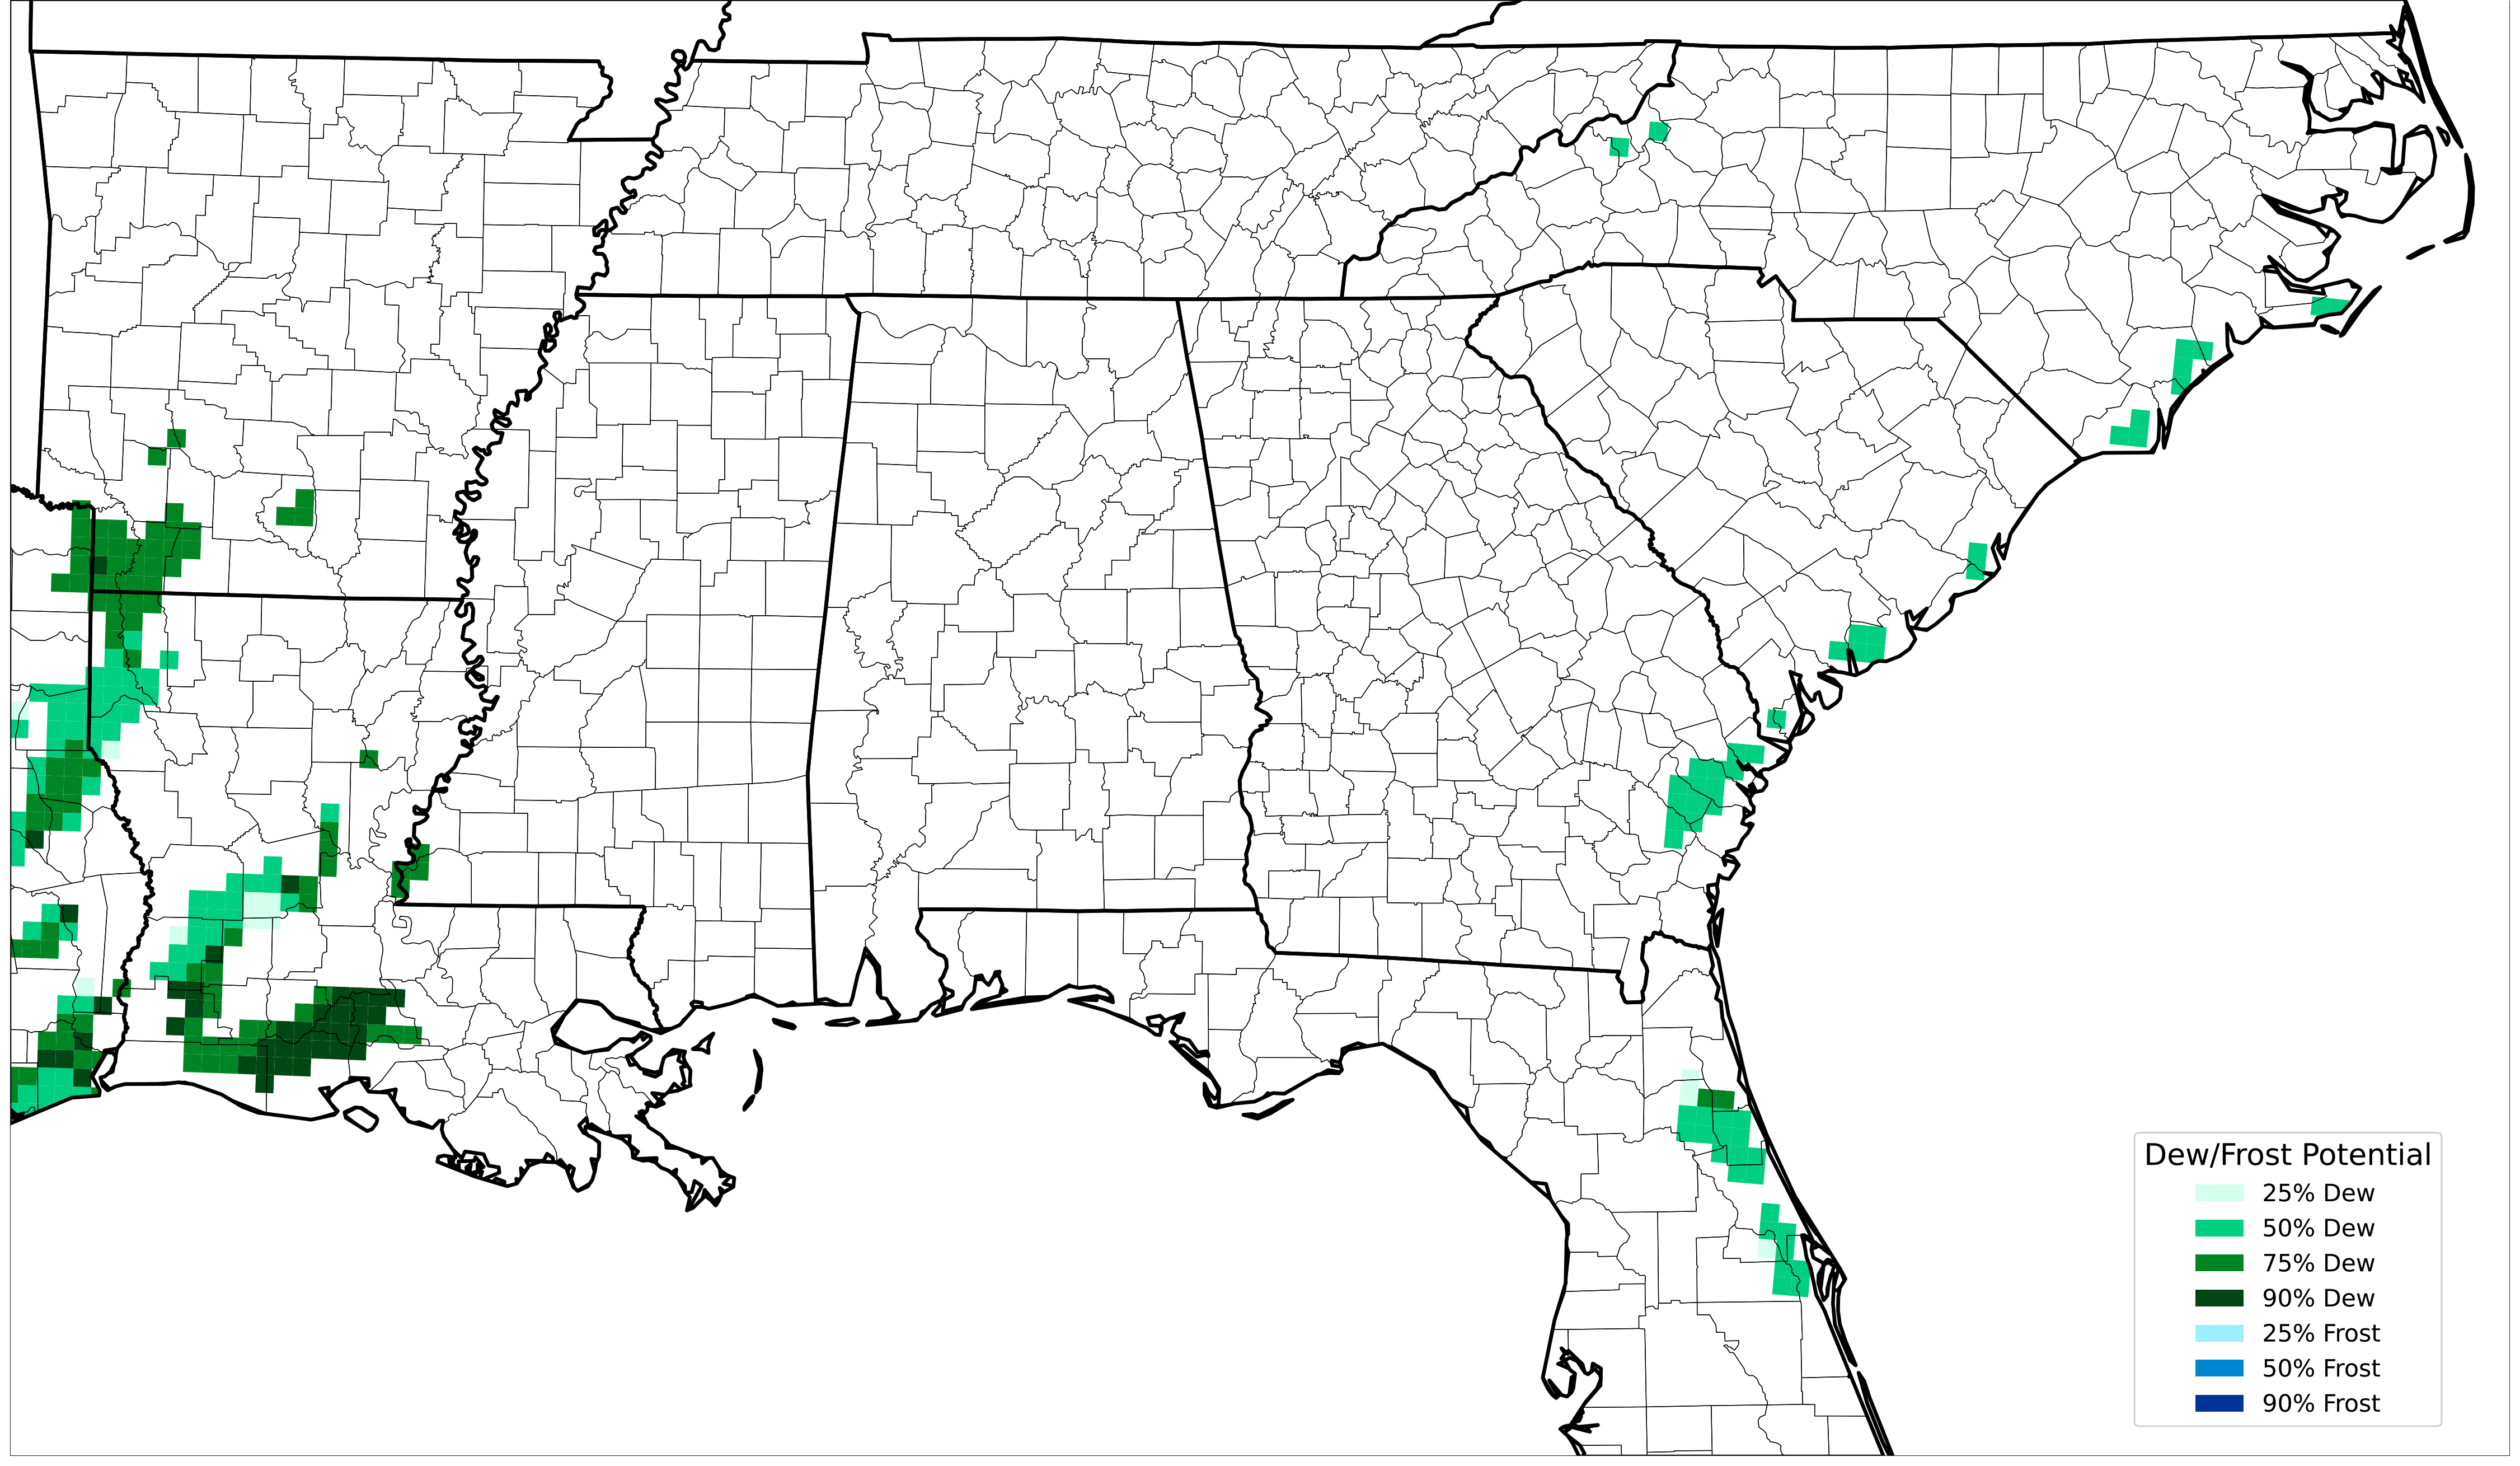 Dew/Frost Potential
25% Dew
50% Dew
75% Dew
90% Dew
25% Frost
50% Frost
90% Frost